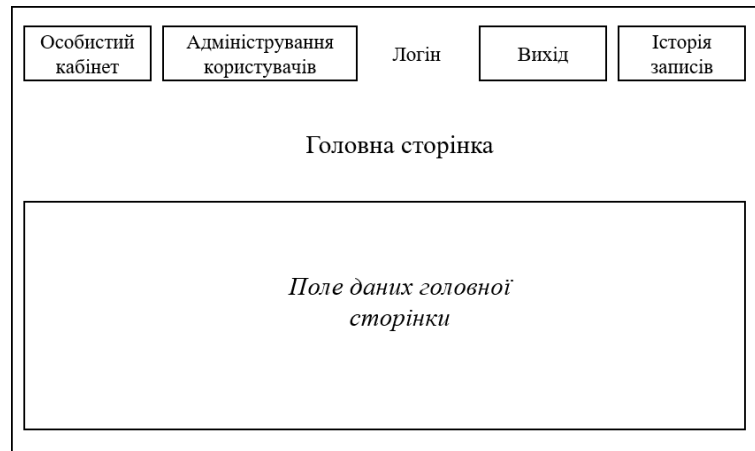 Особистий
кабінет
Адміністрування
користувачів
Логін
Вихід
Історія
записів
Головна сторінка
Поле даних головної
сторінки